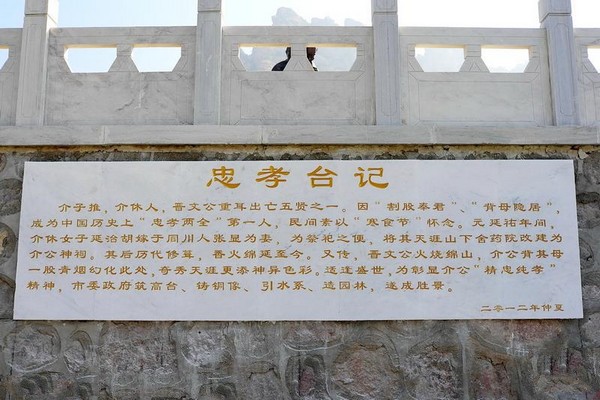 忠孝台记
介子推，介休人，晋文公重耳出亡五贤之一。因“割股奉君”、“背母隐居”，
成为中国历史上“忠孝两全”第一人，民间素以“寒食节”怀念。元延祐年间，
介休女子延治胡嫁于同川人张显为妻，为祭祀之便，将其天涯山下舍药院改建为
介公神祠。其后历代修葺，香火绵延至今。又传，晋文公火烧绵山，介公背其母
一股青烟幻化此处，奇秀天涯更添神异色彩。适逢盛世，为彰显介公“精忠纯孝”
精神，市委政府筑高台、铸铜像、引水系、造园林，遂成胜景。
二零一二年仲夏